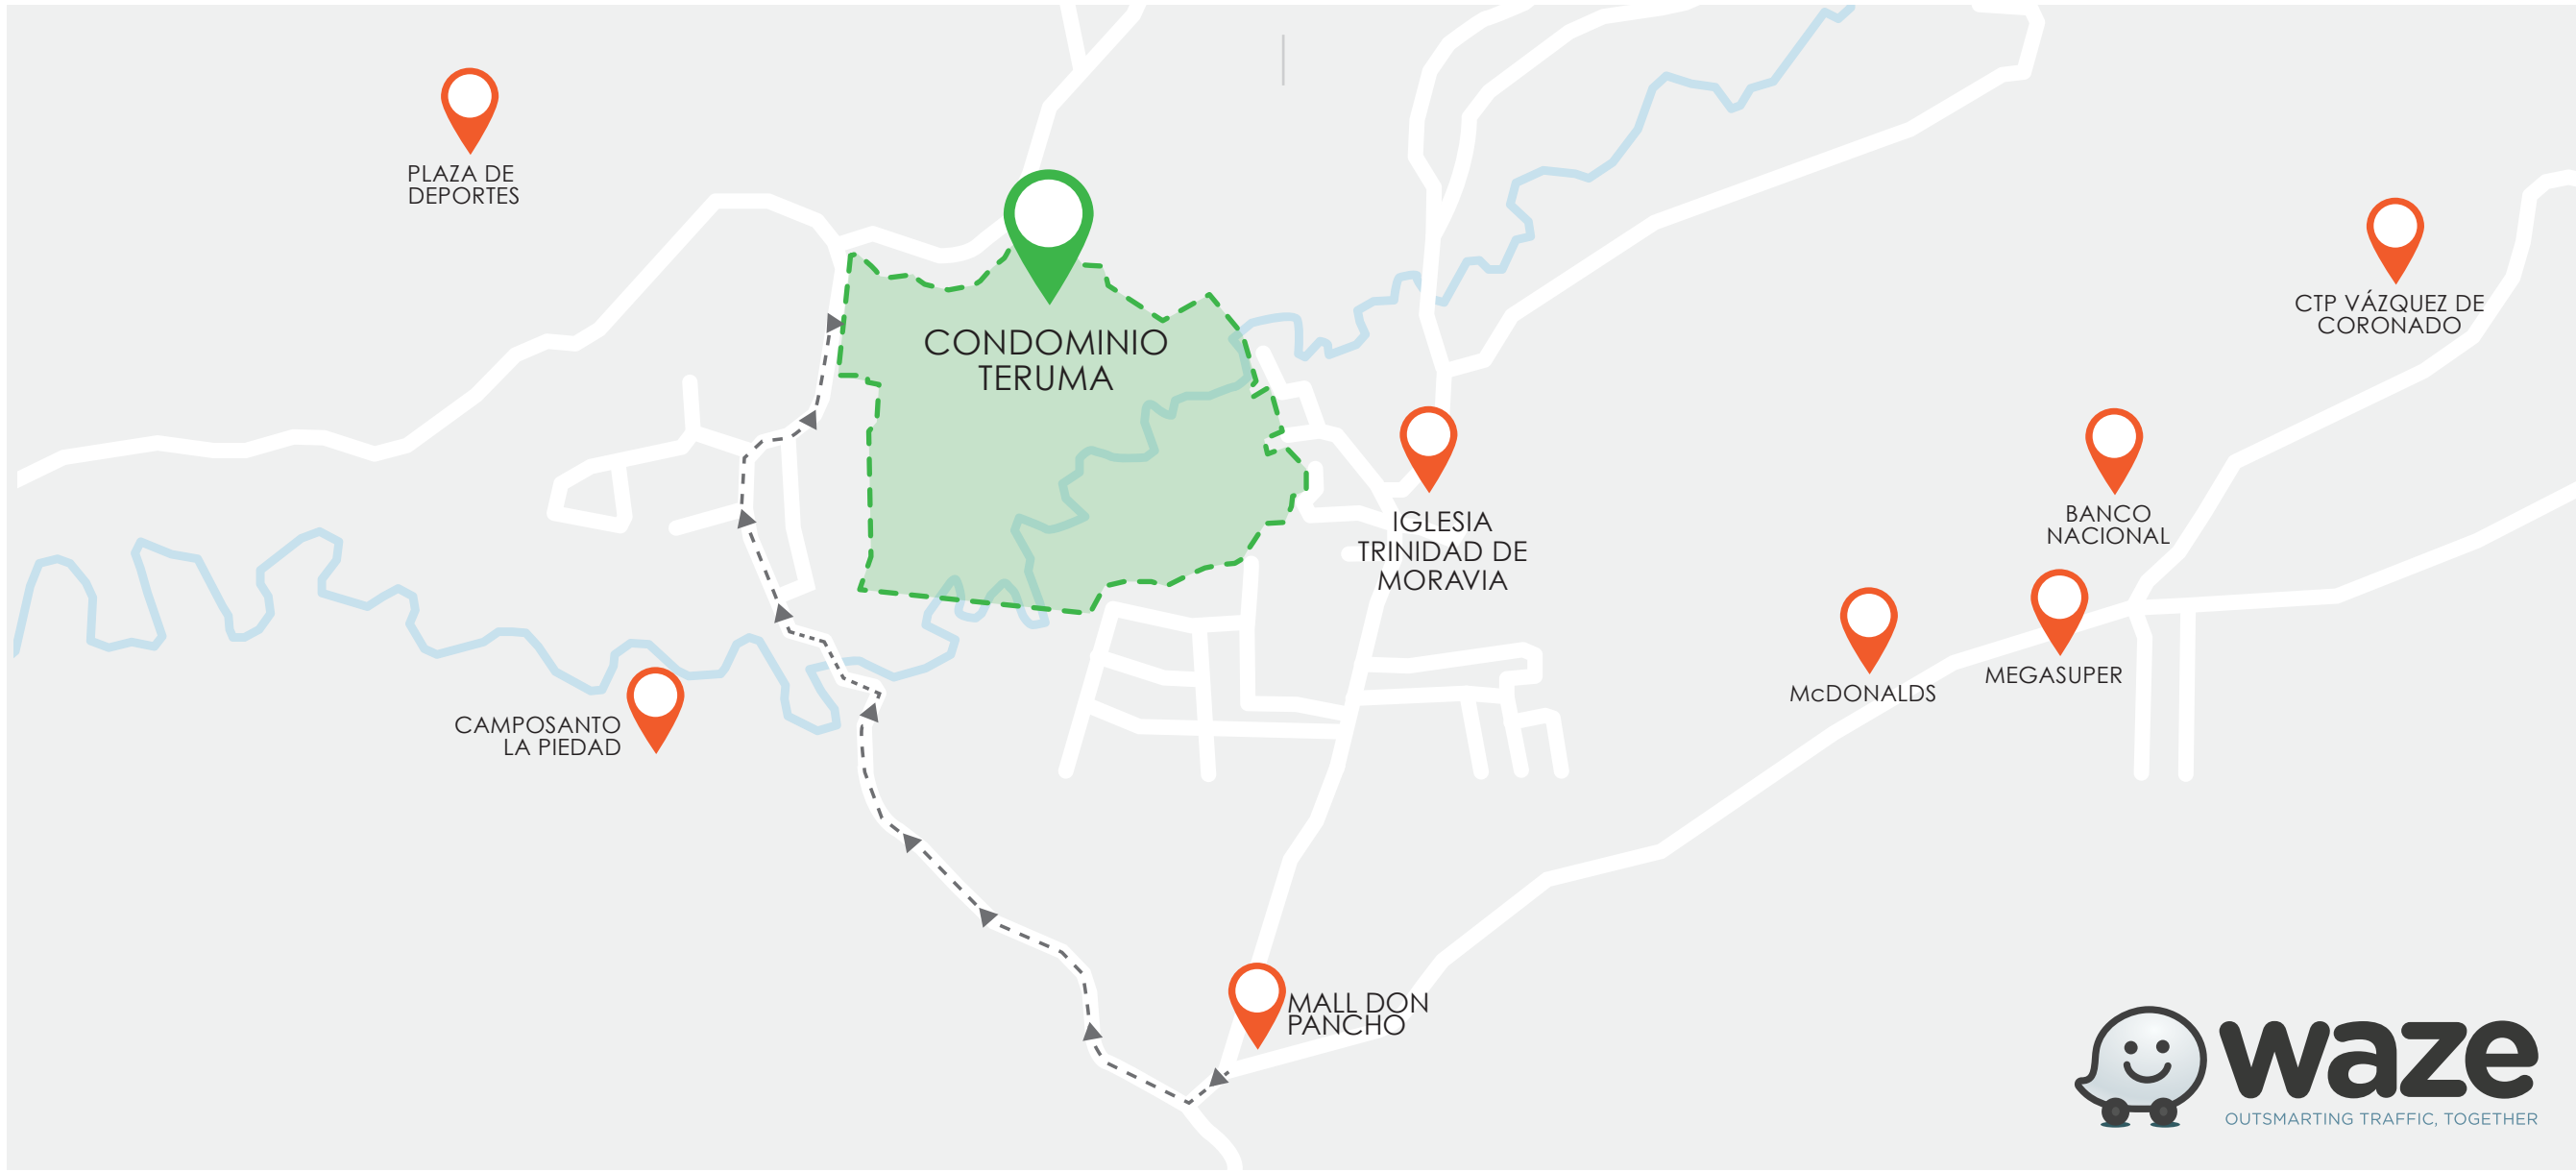 PLAZA DE
DEPORTES
CONDOMINIO
TERUMA
CTP VÁZQUEZ DE
CORONADO
IGLESIA
TRINIDAD DE
MORAVIA
BANCO
NACIONAL
McDONALDS
MEGASUPER
CAMPOSANTO
LA PIEDAD
MALL DON
PANCHO
waze
OUTSMARTING TRAFFIC, TOGETHER